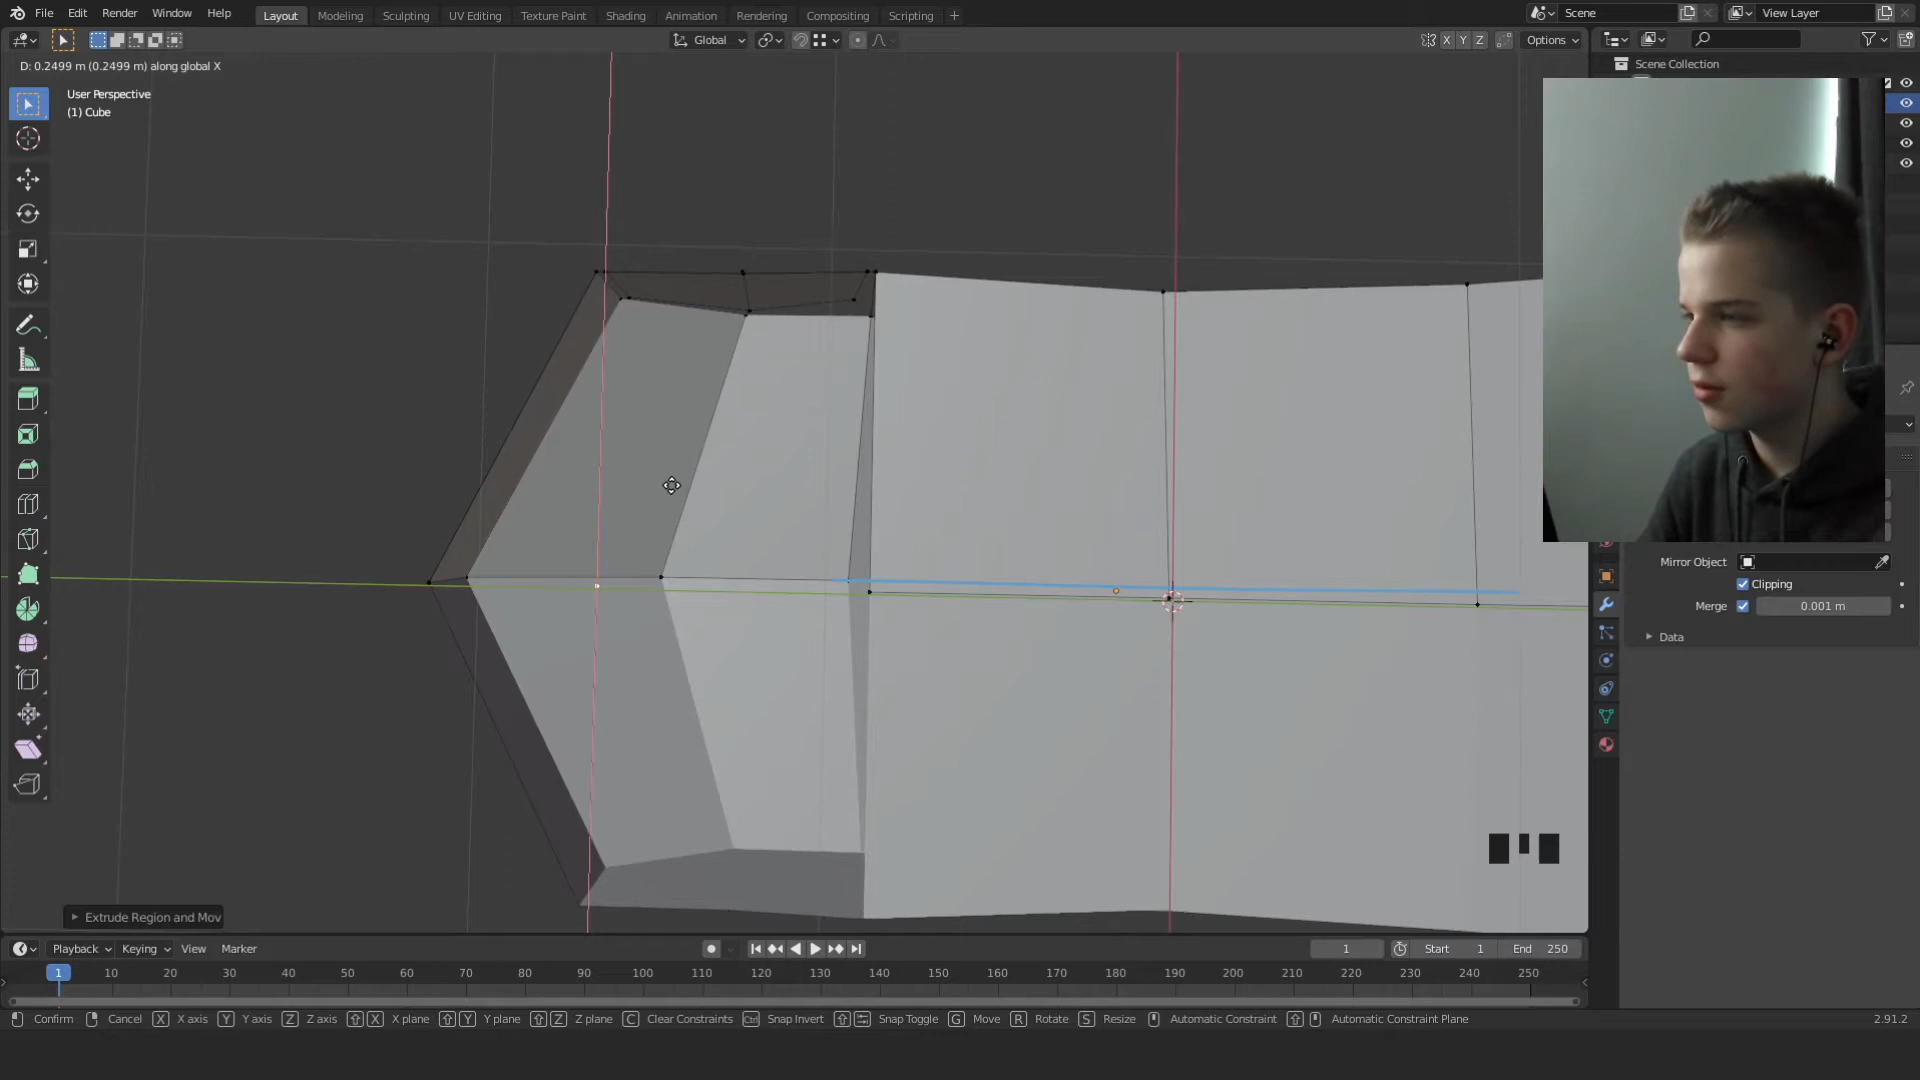 File Edit Render Window Help Layout Modeling Sculpting UV Editing Texture Paint Shading Animation Rendering Compositing Scripting + Scene View Layer
Global X Y Z Options
D: 0.2499 m (0.2499 m) along global X
Scene Collection
User Perspective
(1) Cube
Mirror Object
Clipping
Merge 0.001 m
Data
Extrude Region and Mov
Playback Keying View Marker 1 Start 1 End 250
1 10 20 30 40 50 60 70 80 90 100 110 120 130 140 150 160 170 180 190 200 210 220 230 240 250
Confirm Cancel X X axis Y Y axis Z Z axis X X plane Y Y plane Z Z plane C Clear Constraints Ctrl Snap Invert Snap Toggle G Move R Rotate S Resize Automatic Constraint Automatic Constraint Plane 2.91.2